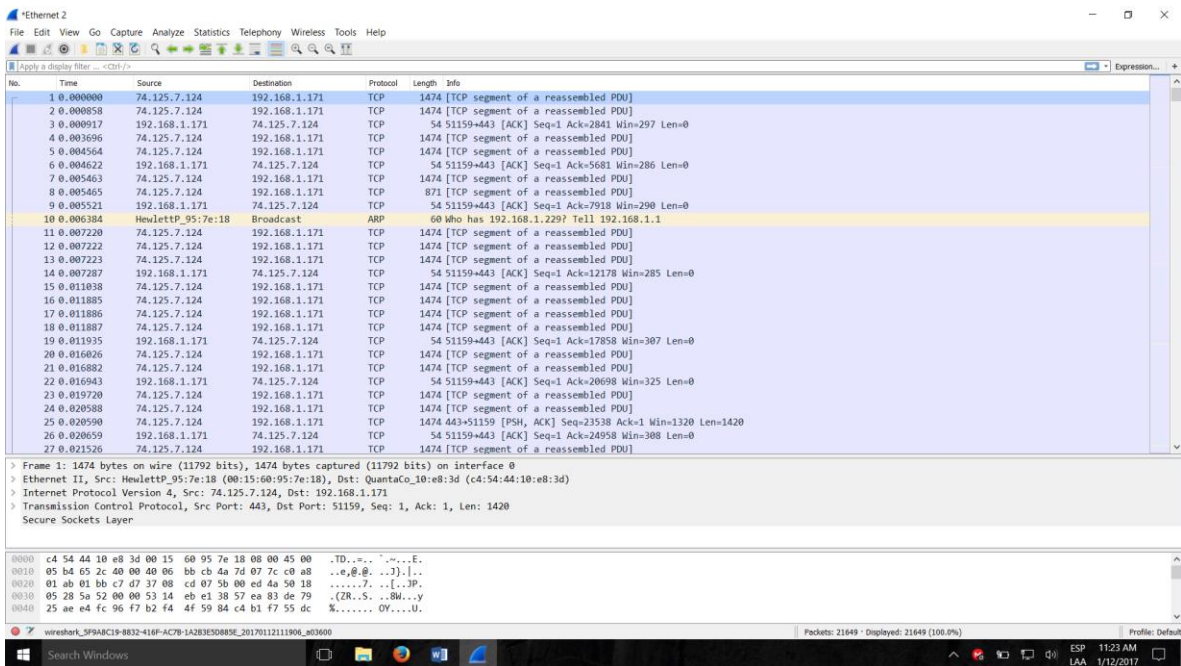 *Ethernet 2
File Edit View Go Capture Analyze Statistics Telephony Wireless Tools Help
Apply a display filter ... <Ctrl-/> Expression... +
No. Time Source Destination Protocol Length Info
1 0.000000 74.125.7.124 192.168.1.171 TCP 1474 [TCP segment of a reassembled PDU]
2 0.000858 74.125.7.124 192.168.1.171 TCP 1474 [TCP segment of a reassembled PDU]
3 0.000917 192.168.1.171 74.125.7.124 TCP 54 51159→443 [ACK] Seq=1 Ack=2841 Win=297 Len=0
4 0.003696 74.125.7.124 192.168.1.171 TCP 1474 [TCP segment of a reassembled PDU]
5 0.004564 74.125.7.124 192.168.1.171 TCP 1474 [TCP segment of a reassembled PDU]
6 0.004622 192.168.1.171 74.125.7.124 TCP 54 51159→443 [ACK] Seq=1 Ack=5681 Win=286 Len=0
7 0.005463 74.125.7.124 192.168.1.171 TCP 1474 [TCP segment of a reassembled PDU]
8 0.005465 74.125.7.124 192.168.1.171 TCP 871 [TCP segment of a reassembled PDU]
9 0.005521 192.168.1.171 74.125.7.124 TCP 54 51159→443 [ACK] Seq=1 Ack=7918 Win=290 Len=0
10 0.006384 HewlettP_95:7e:18 Broadcast ARP 60 Who has 192.168.1.229? Tell 192.168.1.1
11 0.007220 74.125.7.124 192.168.1.171 TCP 1474 [TCP segment of a reassembled PDU]
12 0.007222 74.125.7.124 192.168.1.171 TCP 1474 [TCP segment of a reassembled PDU]
13 0.007223 74.125.7.124 192.168.1.171 TCP 1474 [TCP segment of a reassembled PDU]
14 0.007287 192.168.1.171 74.125.7.124 TCP 54 51159→443 [ACK] Seq=1 Ack=12178 Win=285 Len=0
15 0.011038 74.125.7.124 192.168.1.171 TCP 1474 [TCP segment of a reassembled PDU]
16 0.011885 74.125.7.124 192.168.1.171 TCP 1474 [TCP segment of a reassembled PDU]
17 0.011886 74.125.7.124 192.168.1.171 TCP 1474 [TCP segment of a reassembled PDU]
18 0.011887 74.125.7.124 192.168.1.171 TCP 1474 [TCP segment of a reassembled PDU]
19 0.011935 192.168.1.171 74.125.7.124 TCP 54 51159→443 [ACK] Seq=1 Ack=17858 Win=307 Len=0
20 0.016026 74.125.7.124 192.168.1.171 TCP 1474 [TCP segment of a reassembled PDU]
21 0.016882 74.125.7.124 192.168.1.171 TCP 1474 [TCP segment of a reassembled PDU]
22 0.016943 192.168.1.171 74.125.7.124 TCP 54 51159→443 [ACK] Seq=1 Ack=20698 Win=325 Len=0
23 0.019720 74.125.7.124 192.168.1.171 TCP 1474 [TCP segment of a reassembled PDU]
24 0.020588 74.125.7.124 192.168.1.171 TCP 1474 [TCP segment of a reassembled PDU]
25 0.020590 74.125.7.124 192.168.1.171 TCP 1474 443→51159 [PSH, ACK] Seq=23538 Ack=1 Win=1320 Len=1420
26 0.020659 192.168.1.171 74.125.7.124 TCP 54 51159→443 [ACK] Seq=1 Ack=24958 Win=308 Len=0
27 0.021526 74.125.7.124 192.168.1.171 TCP 1474 [TCP segment of a reassembled PDU]
> Frame 1: 1474 bytes on wire (11792 bits), 1474 bytes captured (11792 bits) on interface 0
> Ethernet II, Src: HewlettP_95:7e:18 (00:15:60:95:7e:18), Dst: QuantaCo_10:e8:3d (c4:54:44:10:e8:3d)
> Internet Protocol Version 4, Src: 74.125.7.124, Dst: 192.168.1.171
> Transmission Control Protocol, Src Port: 443, Dst Port: 51159, Seq: 1, Ack: 1, Len: 1420
Secure Sockets Layer
0000 c4 54 44 10 e8 3d 00 15 60 95 7e 18 08 00 45 00 .TD..=.. `.~...E.
0010 05 b4 65 2c 40 00 40 06 bb cb 4a 7d 07 7c c0 a8 ..e,@.@. ..J}.|..
0020 01 ab 01 bb c7 d7 37 08 cd 07 5b 00 ed 4a 50 18 ......7. ..[..JP.
0030 05 28 5a 52 00 00 53 14 eb e1 38 57 ea 83 de 79 .(ZR..S. ..8W...y
0040 25 ae e4 fc 96 f7 b2 f4 4f 59 84 c4 b1 f7 55 dc %....... OY....U.
Packets: 21649 · Displayed: 21649 (100.0%) Profile: Default
Search Windows
ESP 11:23 AM
LAA 1/12/2017